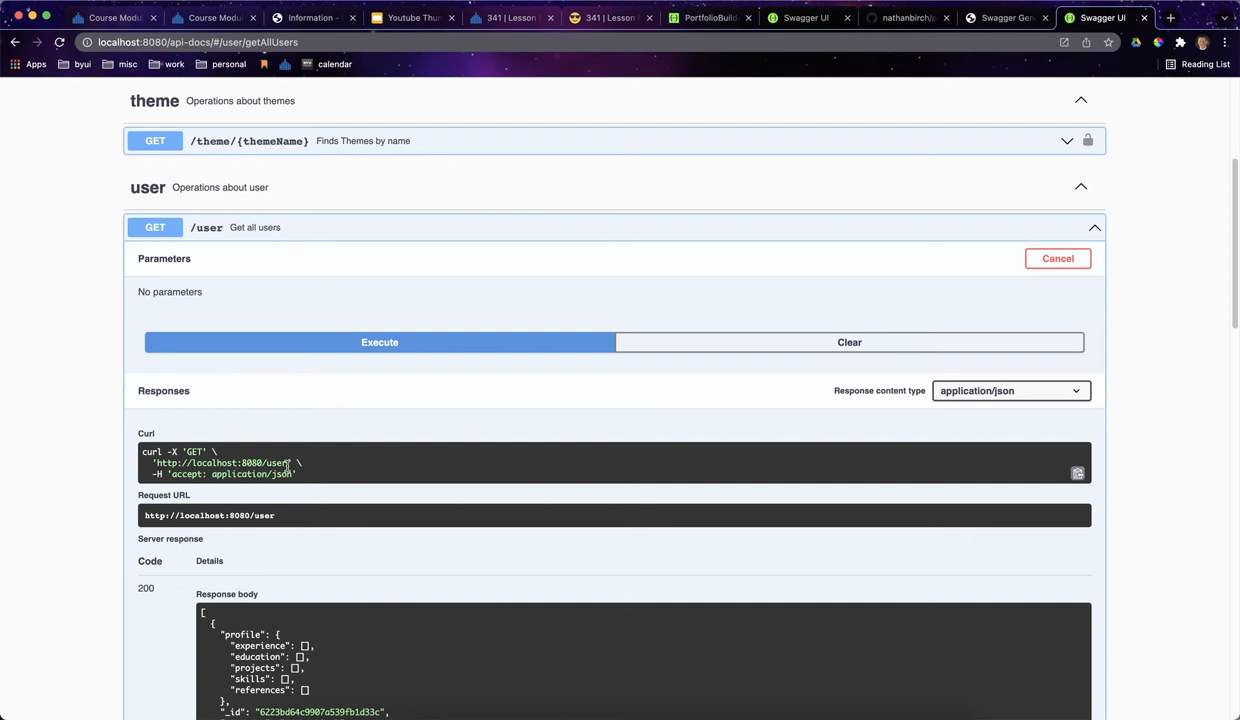 Course Modu
Course Modu
Information -
Youtube Thun
341 | Lesson
341 | Lesson
PortfolioBuild
Swagger UI
nathanbirch/p
Swagger Gen
Swagger UI
localhost:8080/api-docs/#/user/getAllUsers
Apps
byui
misc
work
personal
calendar
Reading List
theme Operations about themes
GET /theme/{themeName} Finds Themes by name
user Operations about user
GET /user Get all users
Parameters
Cancel
No parameters
Execute
Clear
Responses
Response content type
application/json
Curl
curl -X 'GET' \
'http://localhost:8080/user' \
-H 'accept: application/json'
Request URL
http://localhost:8080/user
Server response
Code Details
200
Response body
[
{
"profile": {
"experience": [],
"education": [],
"projects": [],
"skills": [],
"references": []
},
"_id": "6223bd64c9907a539fb1d33c",